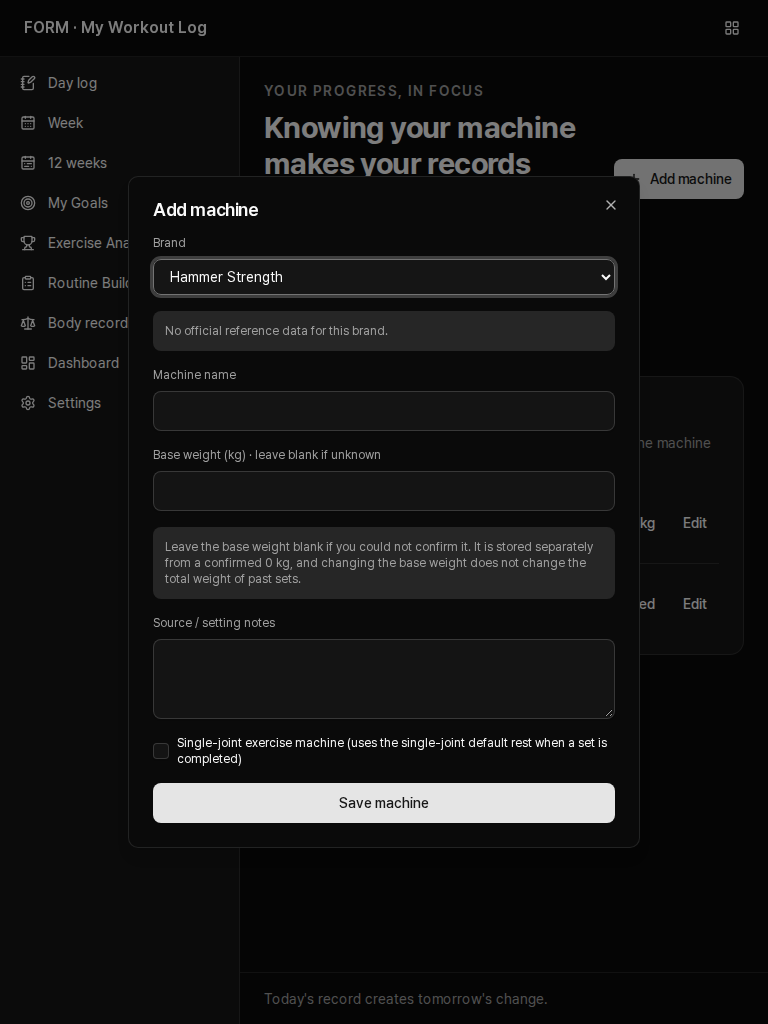 FORM · My Workout Log
Day log
Week
12 weeks
My Goals
Exercise Ana
Routine Build
Body record
Dashboard
Settings
YOUR PROGRESS, IN FOCUS
Knowing your machine
makes your records
Add machine
Add machine
Brand
Hammer Strength
No official reference data for this brand.
Machine name
Base weight (kg) · leave blank if unknown
Leave the base weight blank if you could not confirm it. It is stored separately
from a confirmed 0 kg, and changing the base weight does not change the
total weight of past sets.
Source / setting notes
Single-joint exercise machine (uses the single-joint default rest when a set is
completed)
Save machine
machine
kg Edit
Edit
Today's record creates tomorrow's change.